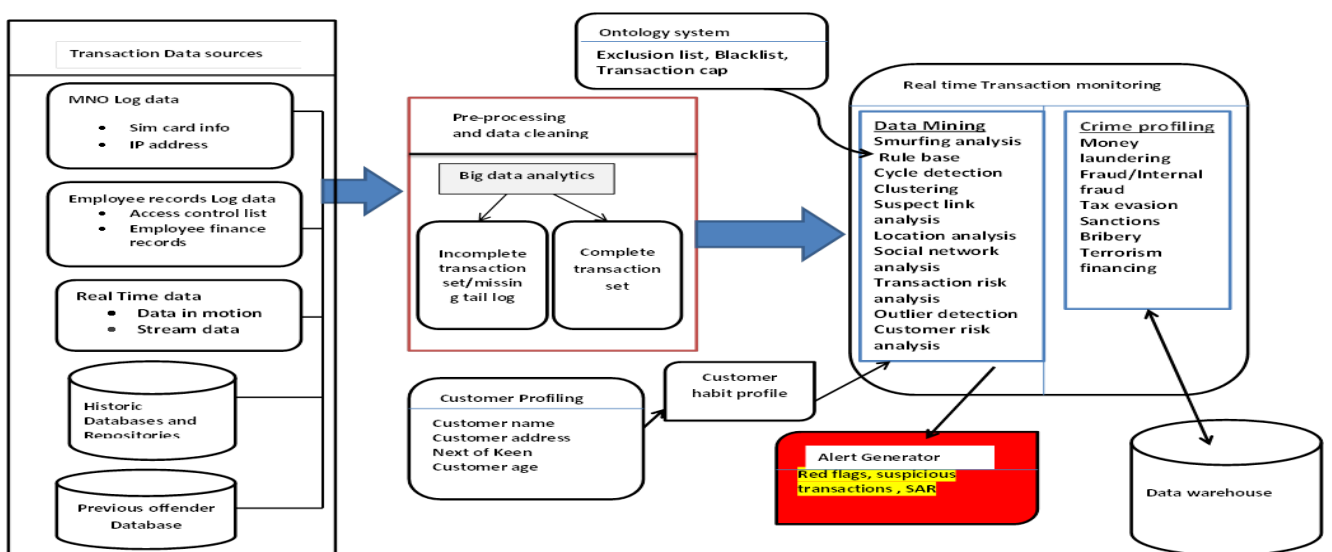 Transaction Data sources
MNO Log data
Sim card info
IP address
Employee records Log data
Access control list
Employee finance
records
Real Time data
Data in motion
Stream data
Historic
Databases and
Repositories
Previous offender
Database
Pre-processing
and data cleaning
Big data analytics
Incomplete
transaction
set/missin
g tail log
Complete
transaction
set
Ontology system
Exclusion list, Blacklist,
Transaction cap
Customer Profiling
Customer name
Customer address
Next of Keen
Customer age
Customer
habit profile
Real time Transaction monitoring
Data Mining
Smurfing analysis
Rule base
Cycle detection
Clustering
Suspect link
analysis
Location analysis
Social network
analysis
Transaction risk
analysis
Outlier detection
Customer risk
analysis
Crime profiling
Money
laundering
Fraud/Internal
fraud
Tax evasion
Sanctions
Bribery
Terrorism
financing
Alert Generator
Red flags, suspicious
transactions , SAR
Data warehouse